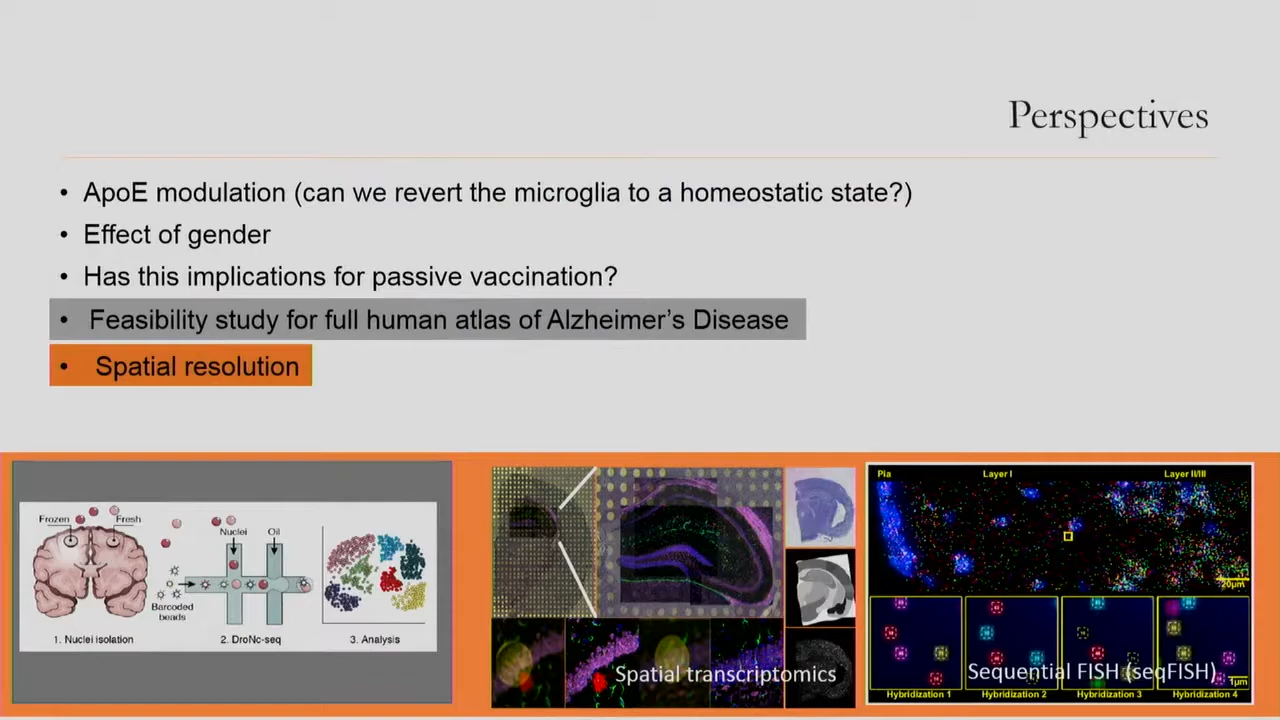 Perspectives
• ApoE modulation (can we revert the microglia to a homeostatic state?)
• Effect of gender
• Has this implications for passive vaccination?
• Feasibility study for full human atlas of Alzheimer's Disease
• Spatial resolution
Frozen Fresh
Nuclei Oil
Barcoded
beads
1. Nuclei isolation 2. DroNc-seq 3. Analysis
Spatial transcriptomics
Pia Layer I Layer II/III
20µm
Sequential FISH (seqFISH)
1µm
Hybridization 1 Hybridization 2 Hybridization 3 Hybridization 4